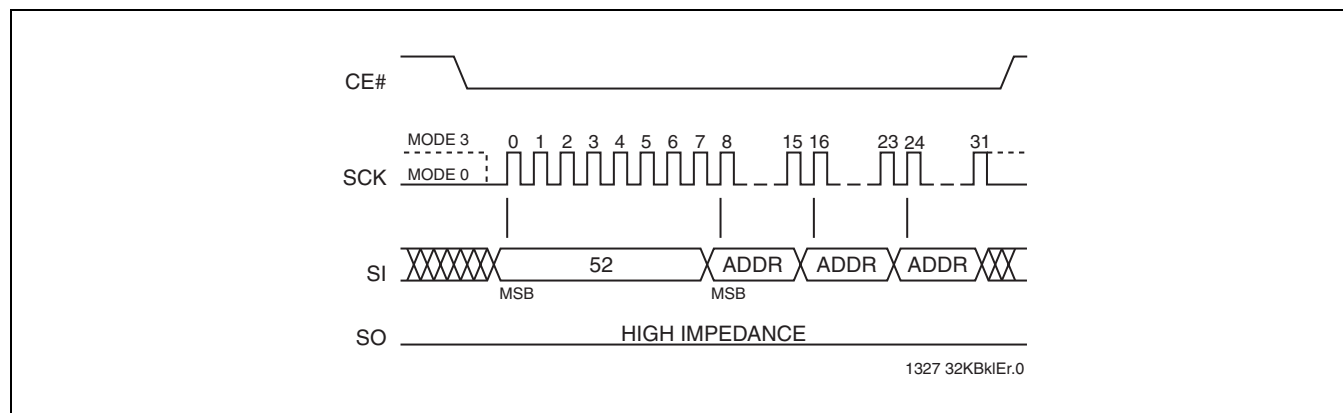 CE#
MODE 3
0 1 2 3 4 5 6 7 8 15 16 23 24 31
SCK
MODE 0
SI
52
ADDR
ADDR
ADDR
MSB
MSB
SO
HIGH IMPEDANCE
1327 32KBklEr.0